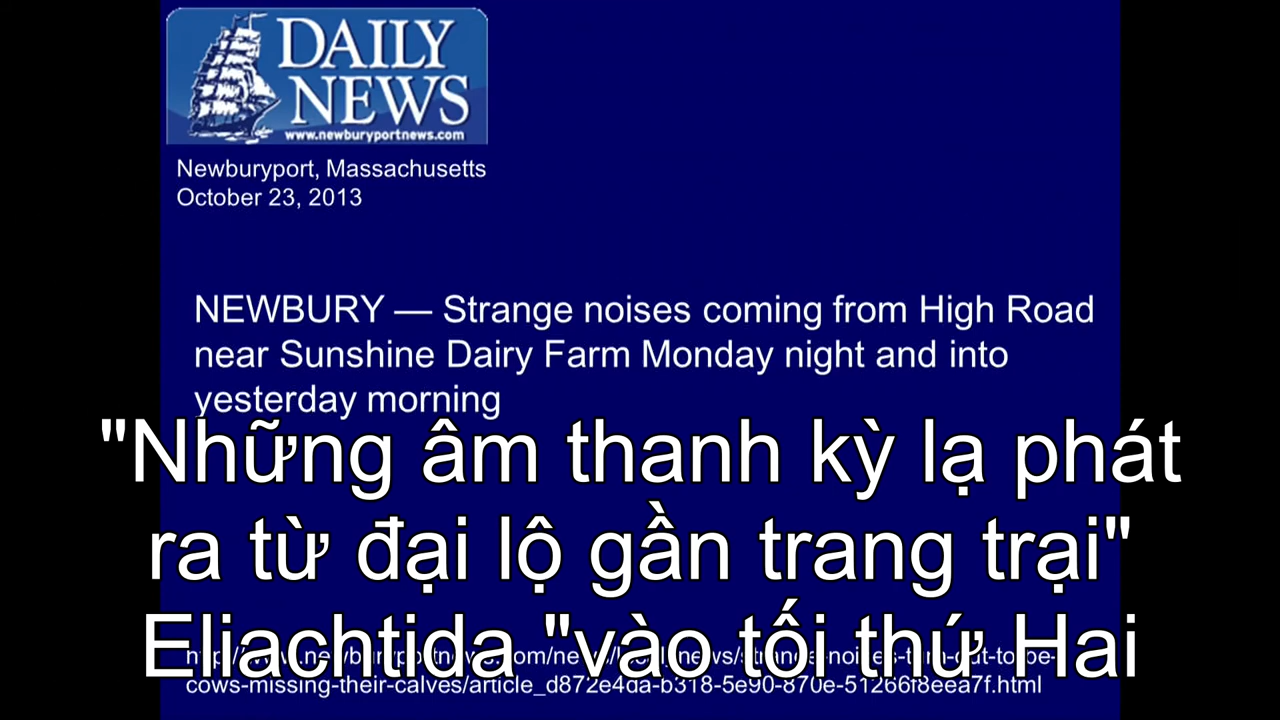 DAILY
NEWS
www.newburyportnews.com
Newburyport, Massachusetts
October 23, 2013
NEWBURY — Strange noises coming from High Road
near Sunshine Dairy Farm Monday night and into
yesterday morning
"Những âm thanh kỳ lạ phát
ra từ đại lộ gần trang trại"
Eliachtida "vào tối thứ Hai
cows-missing-their-calves/article_d872e4da-b318-5e90-870e-51266f8eea7f.html